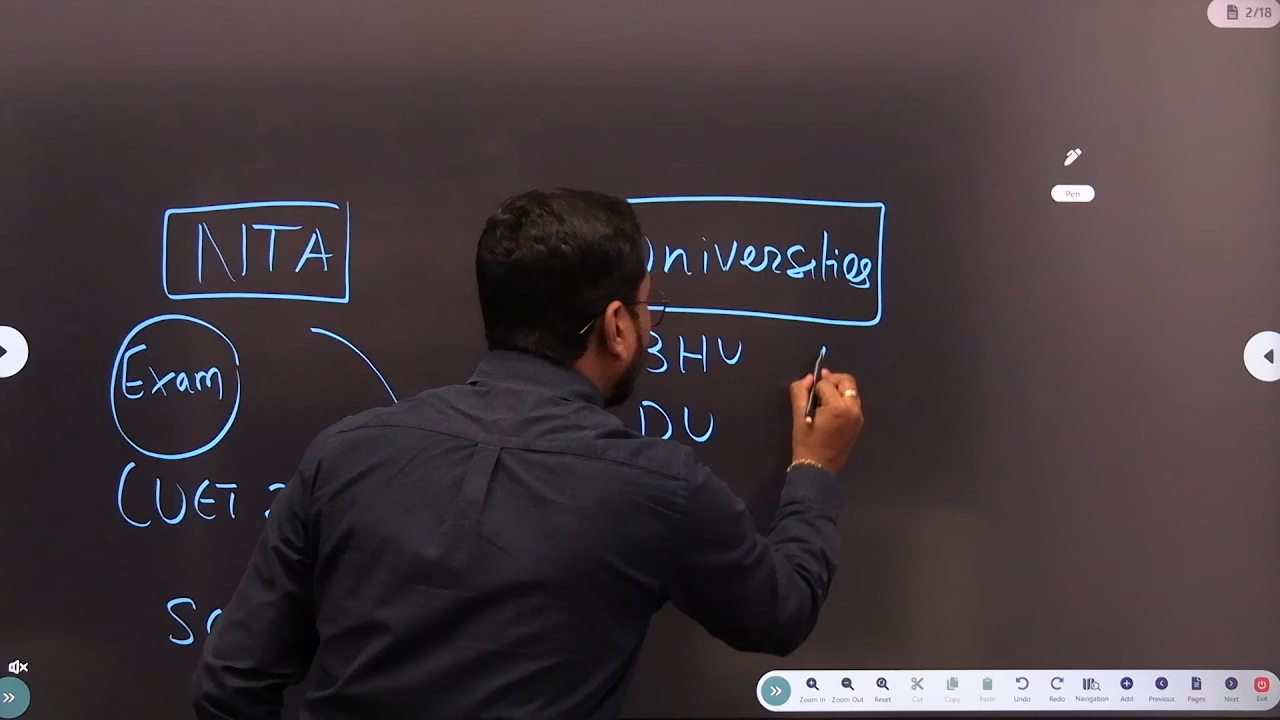 2/18
Pen
NTA
Universities
Exam
BHU
DU
CUET
Zoom In Zoom Out Reset Cut Copy Paste Undo Redo Navigation Add Previous Pages Next Exit